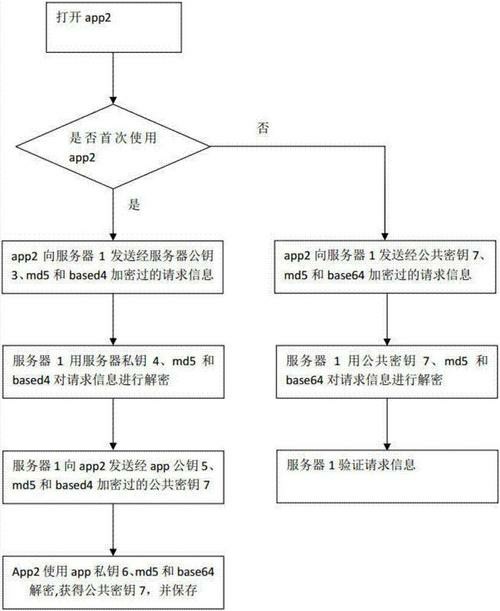 打开 app2
是否首次使用
app2
否
是
app2 向服务器 1 发送经服务器公钥
3、md5 和 based4 加密过的请求信息
app2 向服务器 1 发送经公共密钥 7、
md5 和 base64 加密过的请求信息
服务器 1 用服务器私钥 4、md5 和
based4 对请求信息进行解密
服务器 1 用公共密钥 7、md5 和
base64 对请求信息进行解密
服务器 1 向 app2 发送经 app 公钥 5、
md5 和 based4 加密过的公共密钥 7
服务器 1 验证请求信息
App2 使用 app 私钥 6、md5 和 base64
解密,获得公共密钥 7，并保存